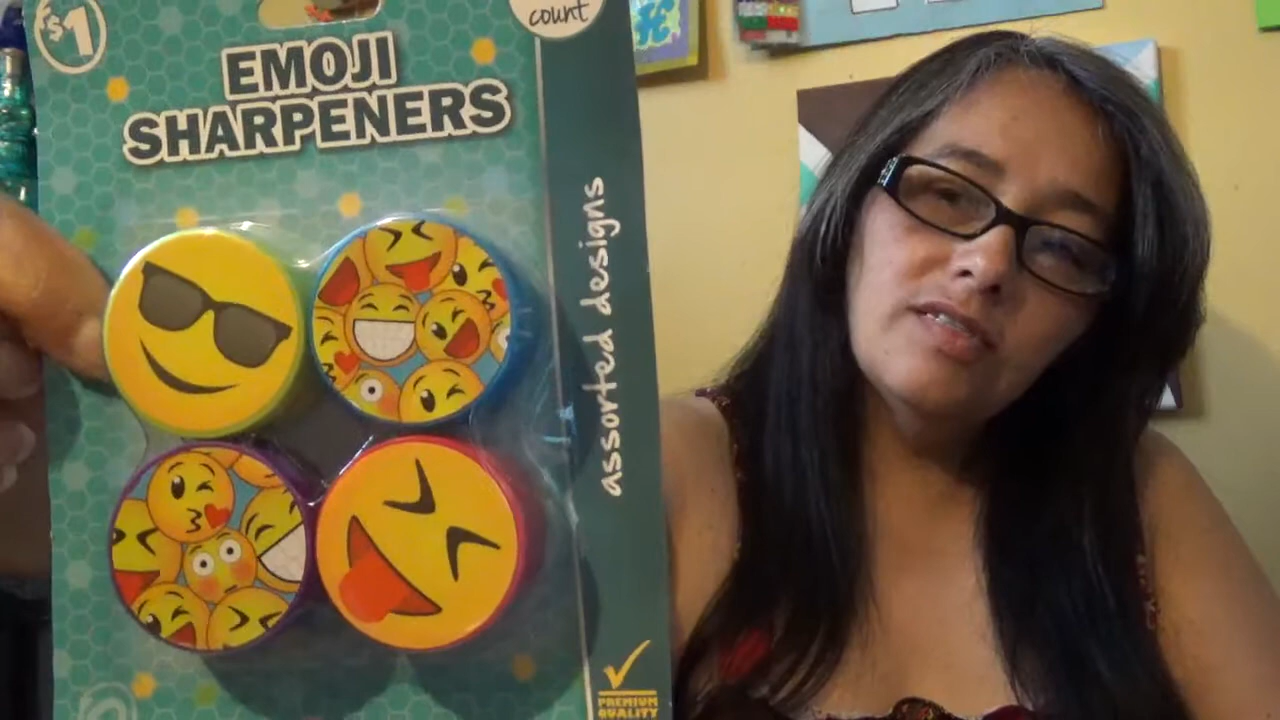 $1
count
EMOJI
SHARPENERS
assorted designs
PREMIUM
QUALITY